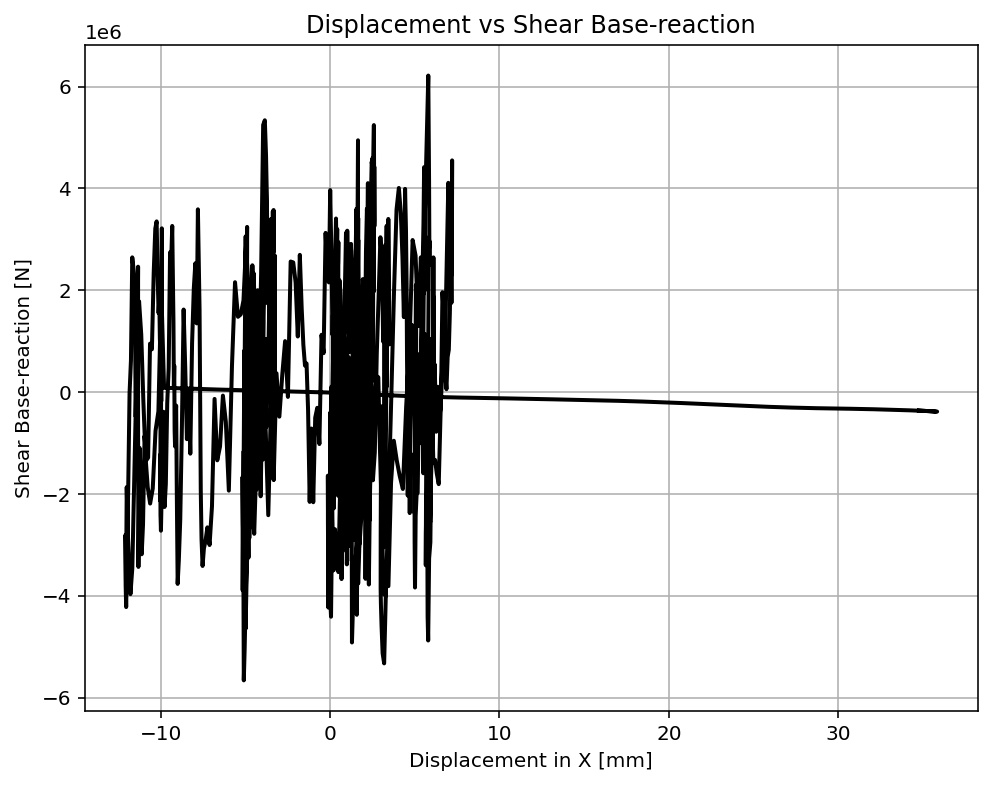 Displacement vs Shear Base-reaction
1e6
6
4
2
0
−2
−4
−6
Shear Base-reaction [N]
−10 0 10 20 30
Displacement in X [mm]